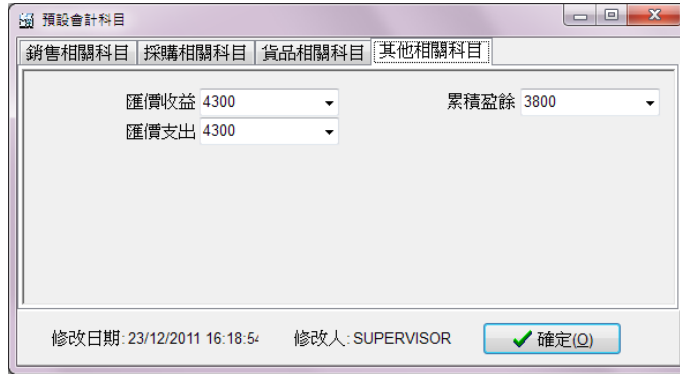 預設會計科目
銷售相關科目 採購相關科目 貨品相關科目 其他相關科目
匯價收益 4300 累積盈餘 3800
匯價支出 4300
修改日期: 23/12/2011 16:18:54 修改人: SUPERVISOR 確定(O)